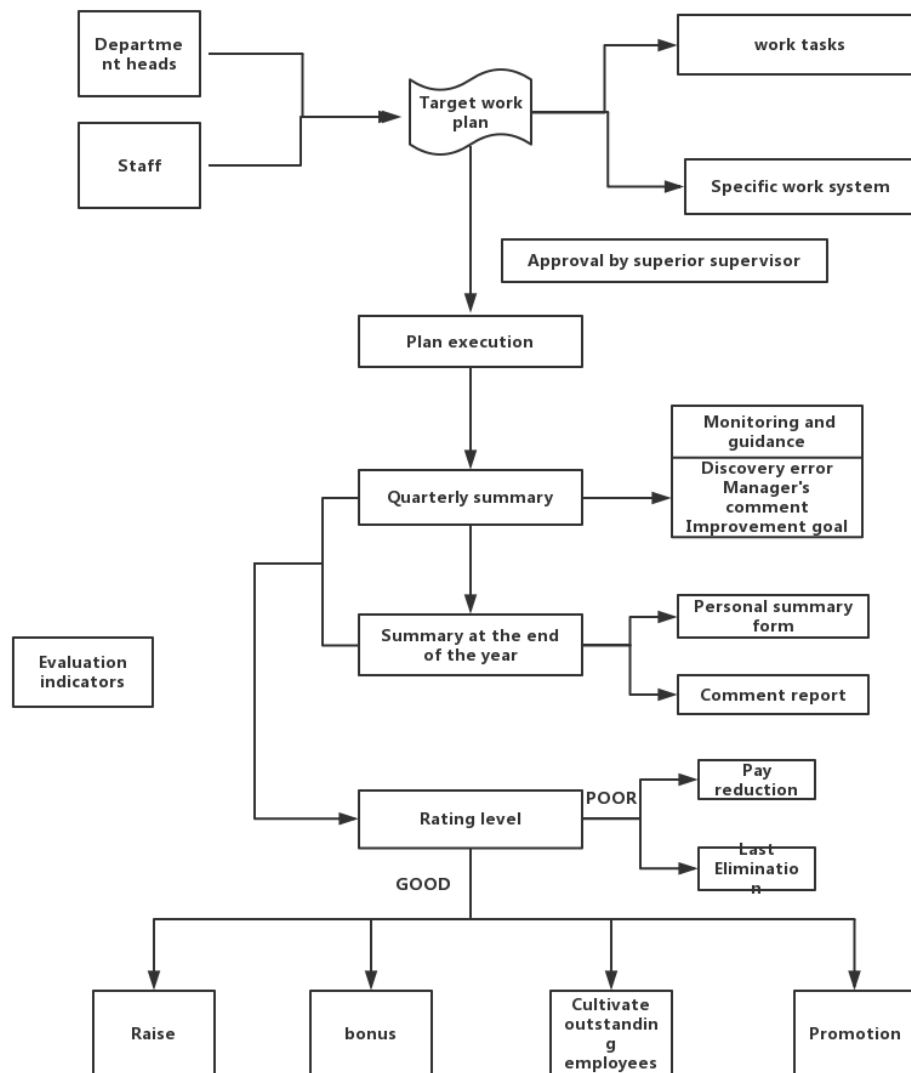 Departme
nt heads
work tasks
Target work
plan
Staff
Specific work system
Approval by superior supervisor
Plan execution
Monitoring and
guidance
Discovery error
Manager's
comment
Improvement goal
Quarterly summary
Personal summary
form
Summary at the end
of the year
Evaluation
indicators
Comment report
Pay
reduction
POOR
Rating level
Last
Eliminatio
n
GOOD
Raise
bonus
Cultivate
outstandin
g
employees
Promotion